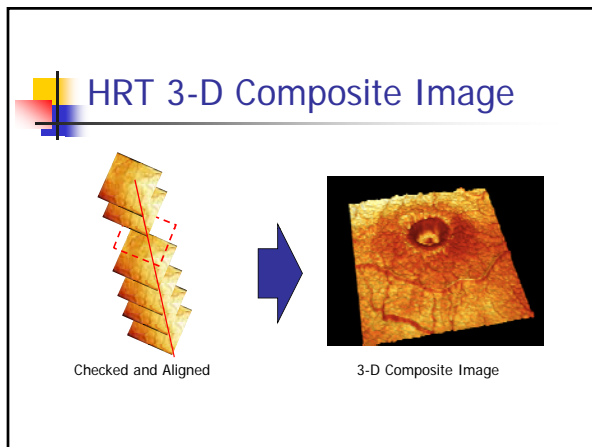 HRT 3-D Composite Image
Checked and Aligned
3-D Composite Image